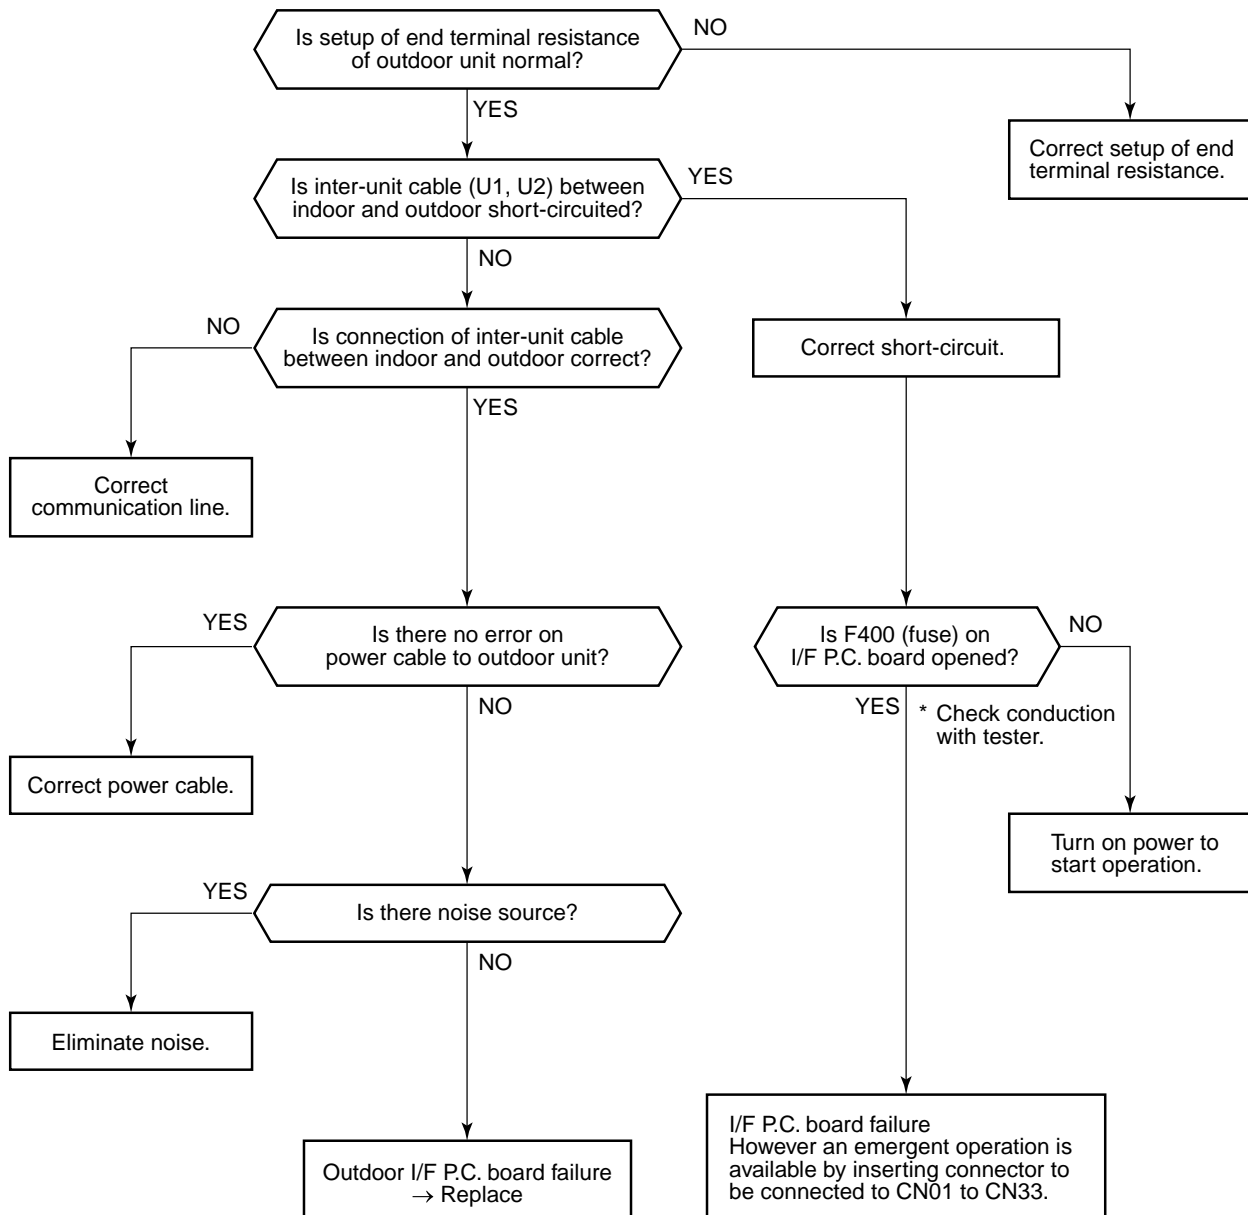 Is setup of end terminal resistance
of outdoor unit normal?
NO
YES
Correct setup of end
terminal resistance.
Is inter-unit cable (U1, U2) between
indoor and outdoor short-circuited?
YES
NO
NO
Is connection of inter-unit cable
between indoor and outdoor correct?
Correct short-circuit.
YES
Correct
communication line.
YES
Is there no error on
power cable to outdoor unit?
Is F400 (fuse) on
I/F P.C. board opened?
NO
NO
YES
* Check conduction
with tester.
Correct power cable.
Turn on power to
start operation.
YES
Is there noise source?
NO
Eliminate noise.
Outdoor I/F P.C. board failure
→ Replace
I/F P.C. board failure
However an emergent operation is
available by inserting connector to
be connected to CN01 to CN33.